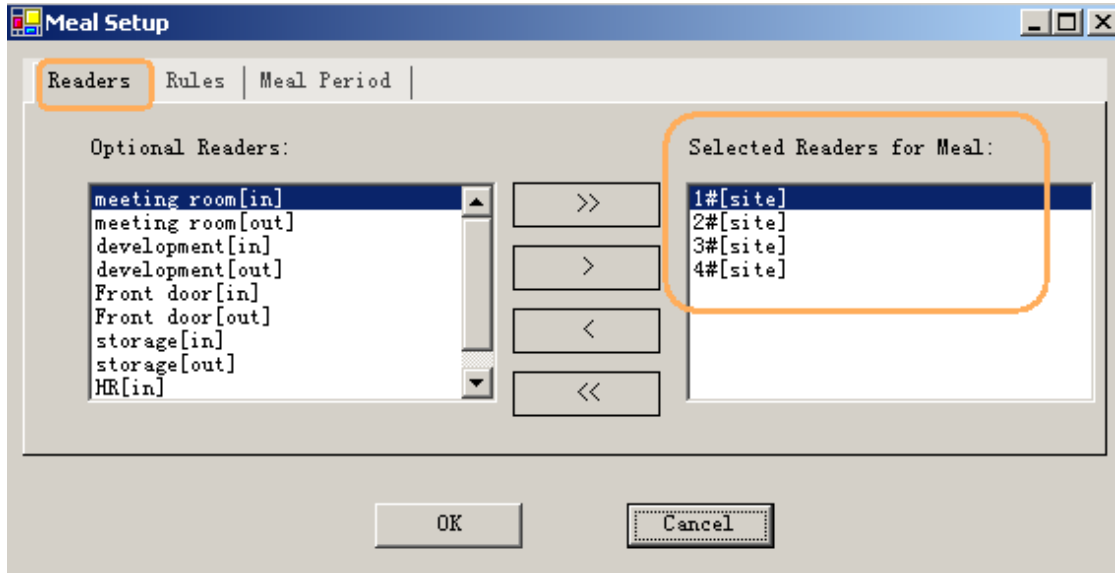 Meal Setup
Readers Rules Meal Period
Optional Readers:
meeting room[in]
meeting room[out]
development[in]
development[out]
Front door[in]
Front door[out]
storage[in]
storage[out]
HR[in]
>>
>
<
<<
Selected Readers for Meal:
1#[site]
2#[site]
3#[site]
4#[site]
OK
Cancel